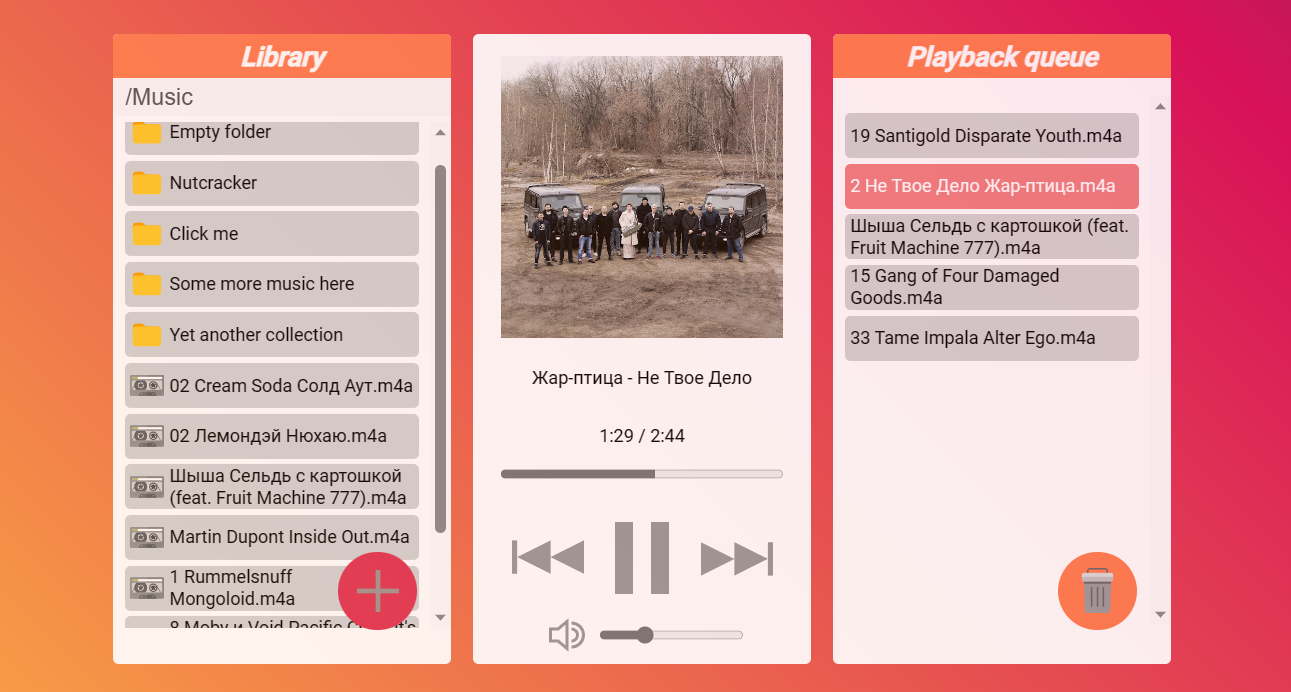 Library
/Music
Empty folder
Nutcracker
Click me
Some more music here
Yet another collection
02 Cream Soda Солд Аут.m4a
02 Лемондэй Нюхаю.m4a
Шыша Сельдь с картошкой
(feat. Fruit Machine 777).m4a
Martin Dupont Inside Out.m4a
1 Rummelsnuff
Mongoloid.m4a
8 Moby и Void Pacific
Жар-птица - Не Твое Дело
1:29 / 2:44
Playback queue
19 Santigold Disparate Youth.m4a
2 Не Твое Дело Жар-птица.m4a
Шыша Сельдь с картошкой (feat.
Fruit Machine 777).m4a
15 Gang of Four Damaged
Goods.m4a
33 Tame Impala Alter Ego.m4a